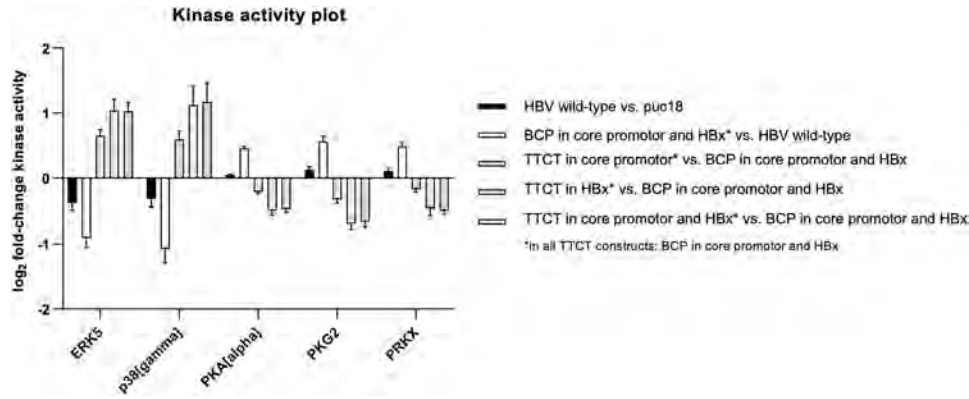 Kinase activity plot
log2 fold-change kinase activity
2
1
0
-1
-2
ERK5
p38[gamma]
PKA[alpha]
PKG2
PRKX
HBV wild-type vs. puc18
BCP in core promotor and HBx* vs. HBV wild-type
TTCT in core promotor* vs. BCP in core promotor and HBx
TTCT in HBx* vs. BCP in core promotor and HBx
TTCT in core promotor and HBx* vs. BCP in core promotor and HBx
*In all TTCT constructs: BCP in core promotor and HBx